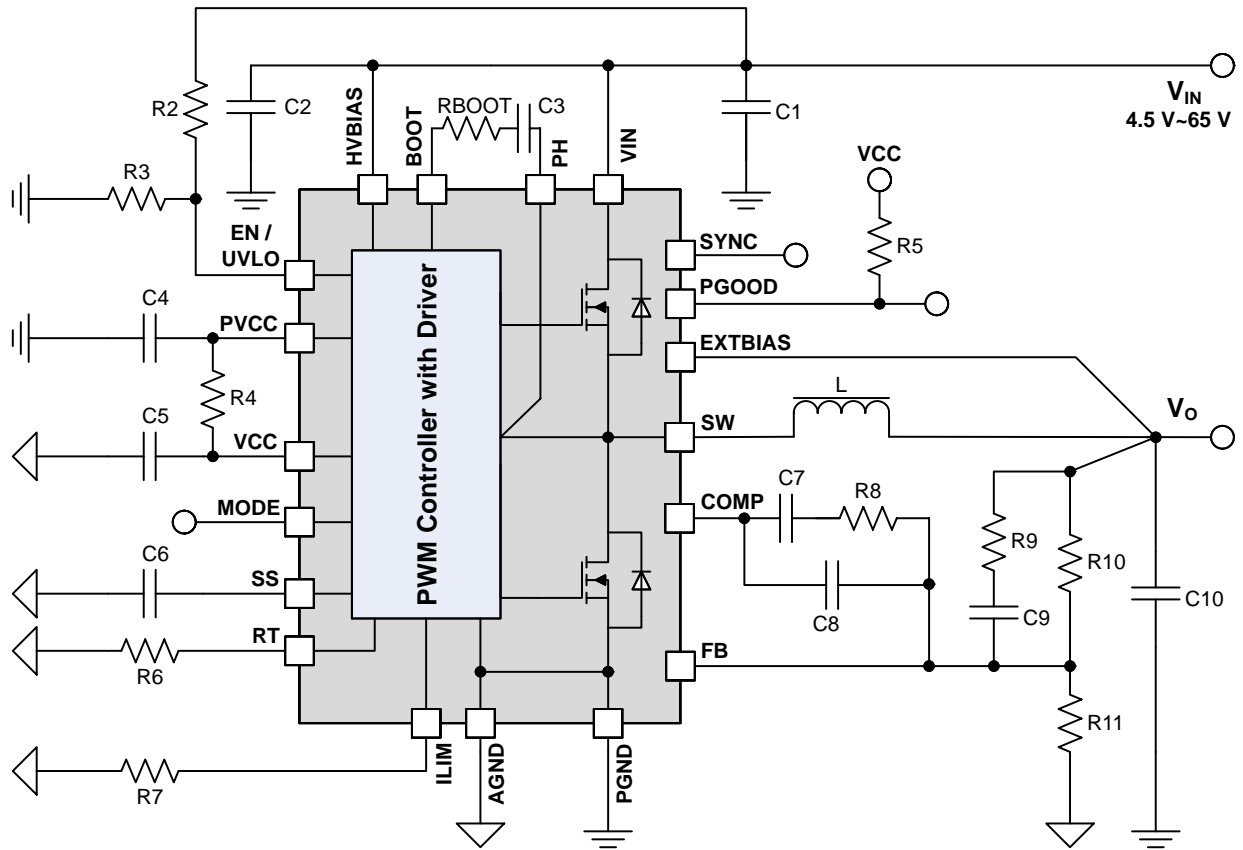 R2
C2
HVBIAS
BOOT
RBOOT
C3
PH
VIN
C1
VIN
4.5 V~65 V
R3
VCC
EN /
UVLO
SYNC
R5
C4
PVCC
PGOOD
EXTBIAS
R4
PWM Controller with Driver
L
VO
C5
VCC
SW
MODE
COMP
C7
R8
R9
R10
C6
SS
C8
C9
C10
RT
R6
FB
R11
R7
ILIM
AGND
PGND